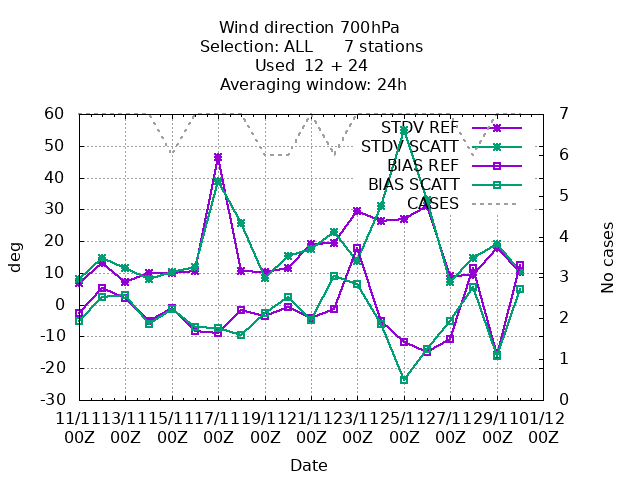 Wind direction 700hPa
Selection: ALL 7 stations
Used 12 + 24
Averaging window: 24h
60
50
40
30
20
10
0
-10
-20
-30
deg
7
6
5
4
3
2
1
0
No cases
STDV REF
STDV SCATT
BIAS REF
BIAS SCATT
CASES
11/11 13/11 15/11 17/11 19/11 21/11 23/11 25/11 27/11 29/11 01/12
00Z 00Z 00Z 00Z 00Z 00Z 00Z 00Z 00Z 00Z 00Z
Date